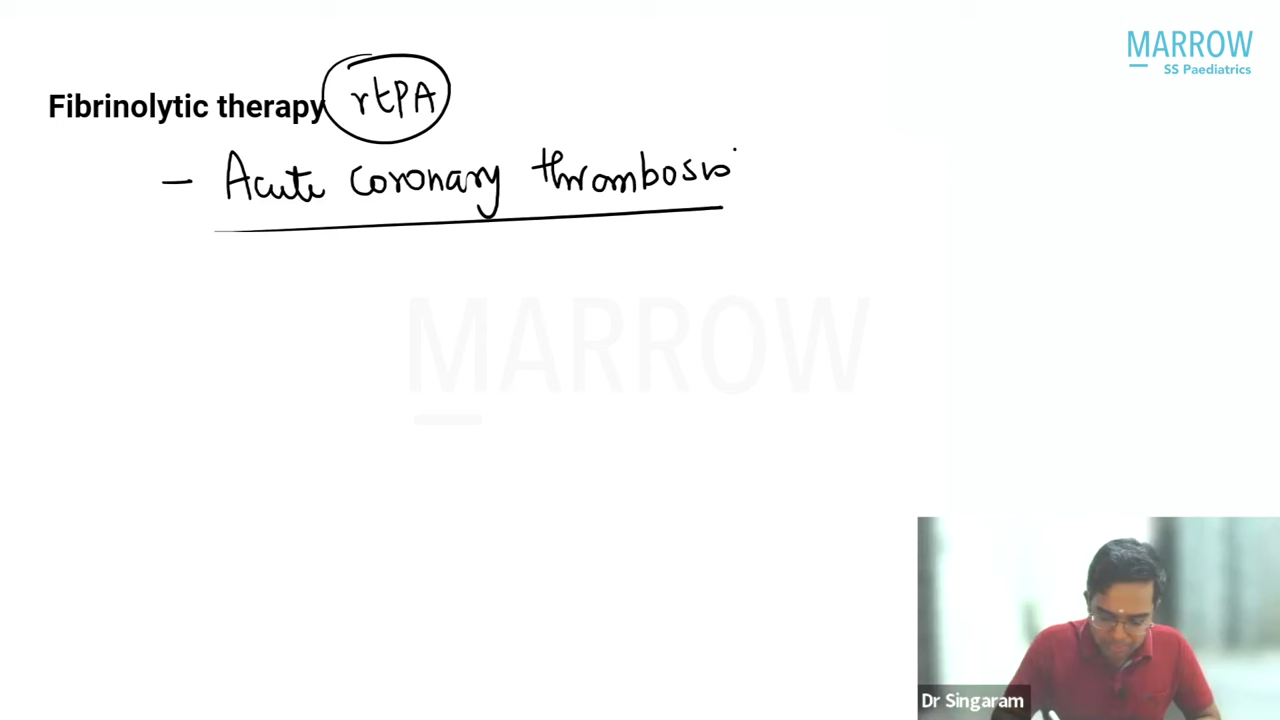 MARROW
SS Paediatrics
Fibrinolytic therapy rtPA
- Acute coronary thrombosis
MARROW
Dr Singaram